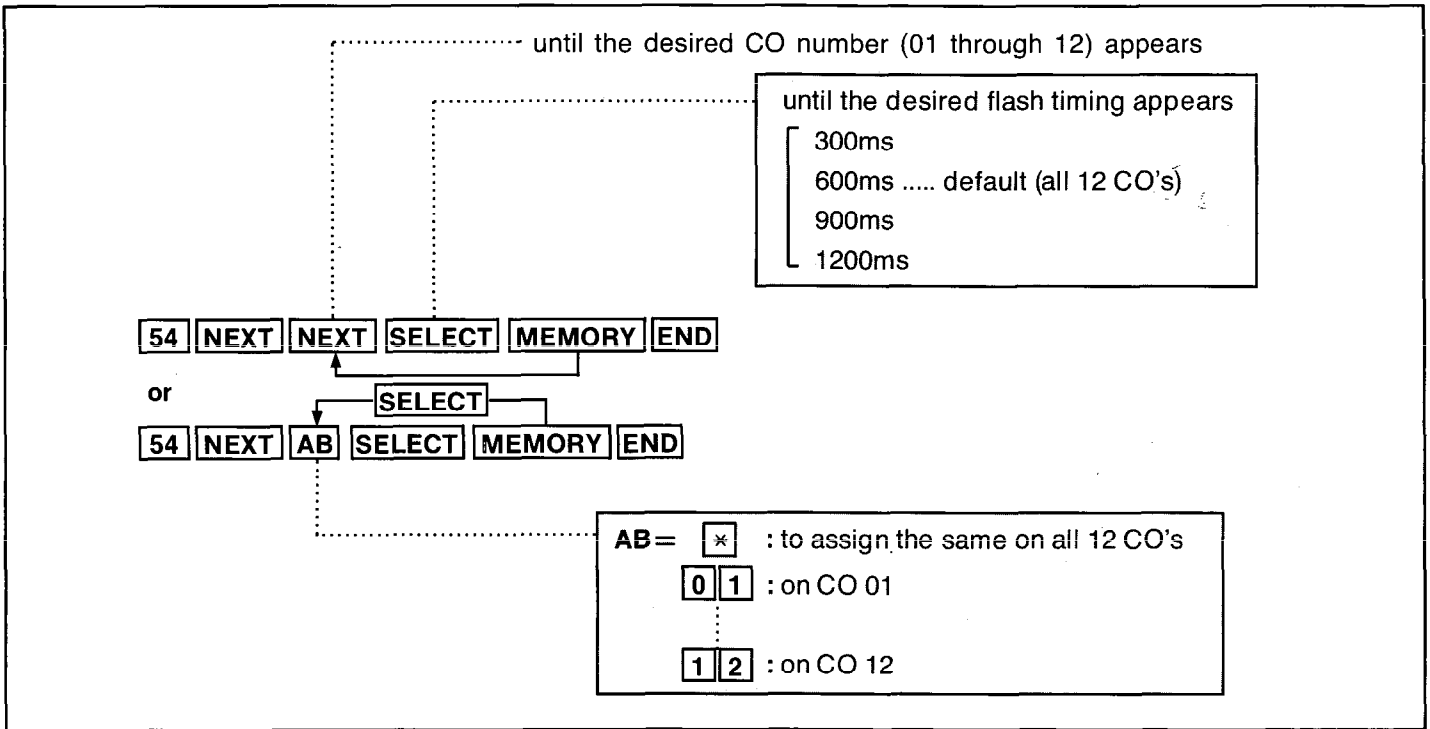 until the desired CO number (01 through 12) appears
until the desired flash timing appears
300ms
600ms ..... default (all 12 CO's)
900ms
1200ms
54 NEXT NEXT SELECT MEMORY END
or
SELECT
54 NEXT AB SELECT MEMORY END
AB= * : to assign the same on all 12 CO's
0 1 : on CO 01
1 2 : on CO 12